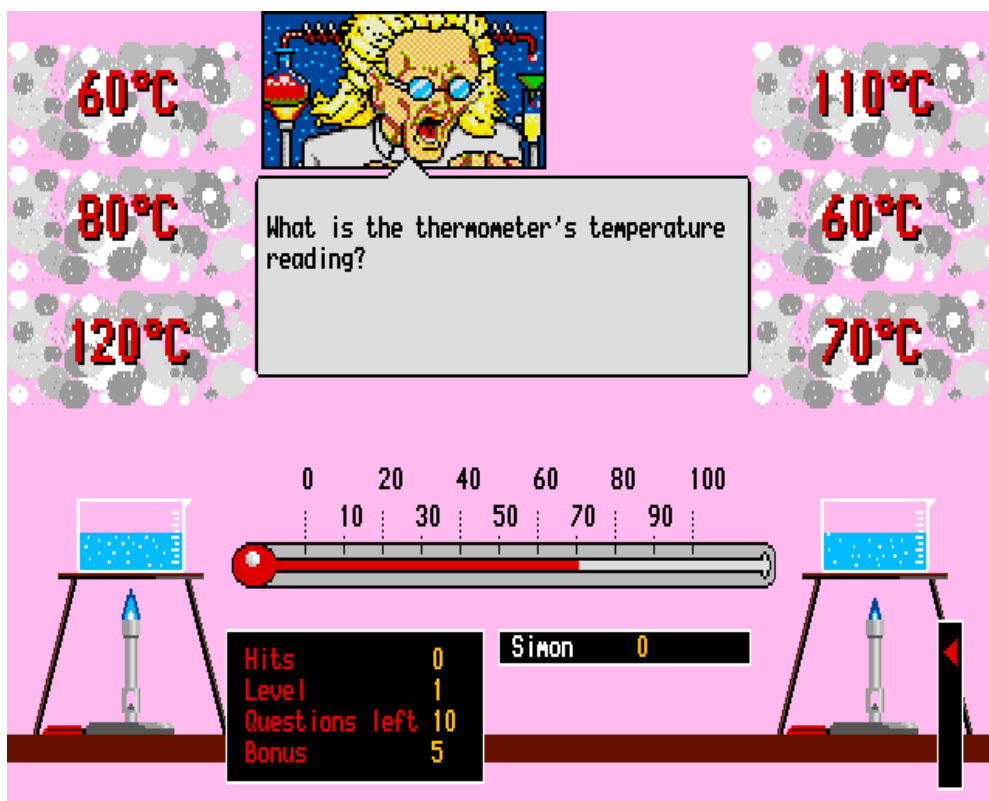 60°C
110°C
80°C
60°C
120°C
70°C
What is the thermometer's temperature
reading?
0 20 40 60 80 100
10 30 50 70 90
Hits 0
Level 1
Questions left 10
Bonus 5
Simon 0